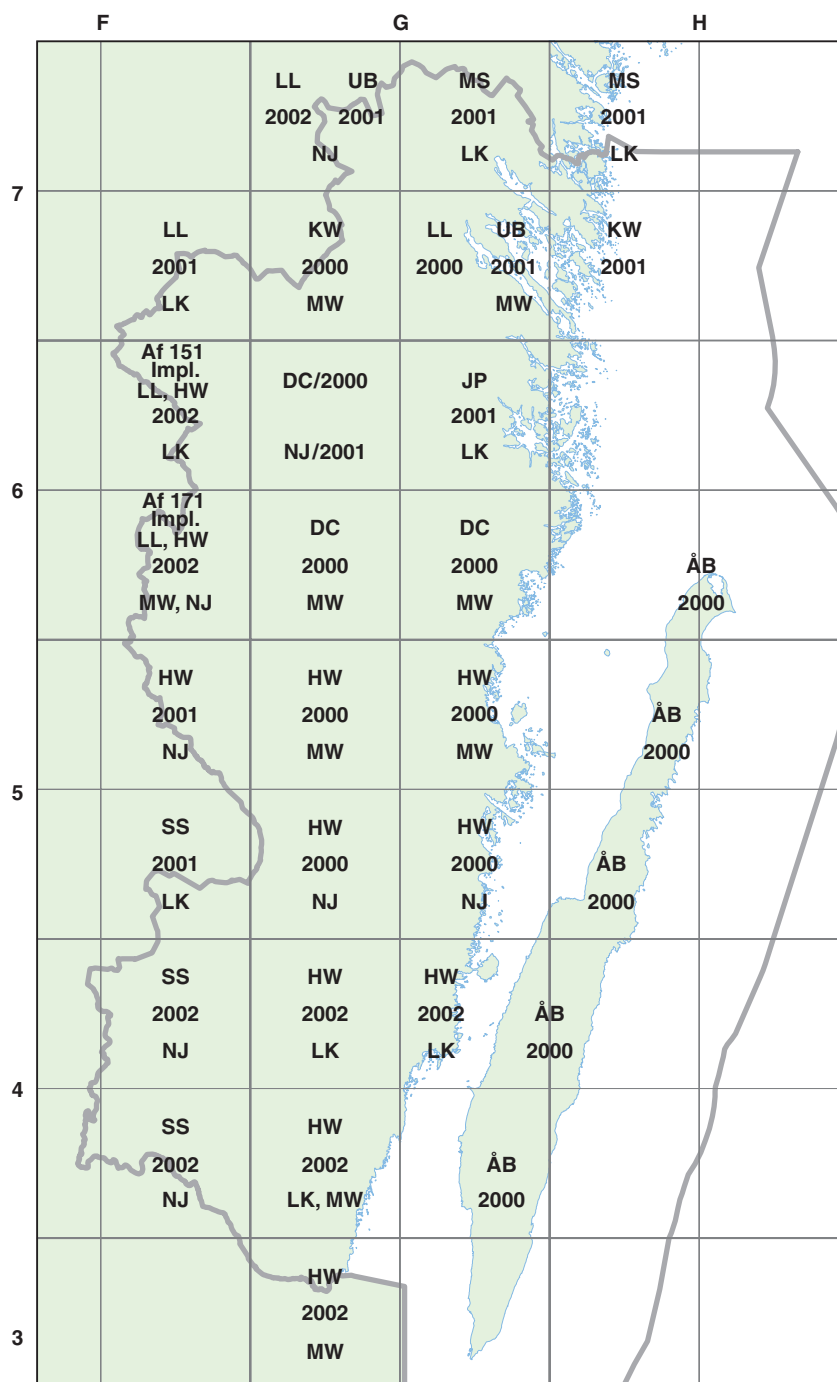 F G H
LL UB MS MS
2002 2001 2001 2001
NJ LK LK
7
LL KW LL UB KW
2001 2000 2000 2001 2001
LK MW MW
Af 151
Impl.
LL, HW DC/2000 JP
2002 2001
LK NJ/2001 LK
6
Af 171
Impl.
LL, HW DC DC
2002 2000 2000 ÅB
MW, NJ MW MW 2000
HW HW HW
2001 2000 2000 ÅB
NJ MW MW 2000
5
SS HW HW
2001 2000 2000 ÅB
LK NJ NJ 2000
SS HW HW
2002 2002 2002 ÅB
NJ LK LK 2000
4
SS HW
2002 2002 ÅB
NJ LK, MW 2000
HW
2002
3
MW